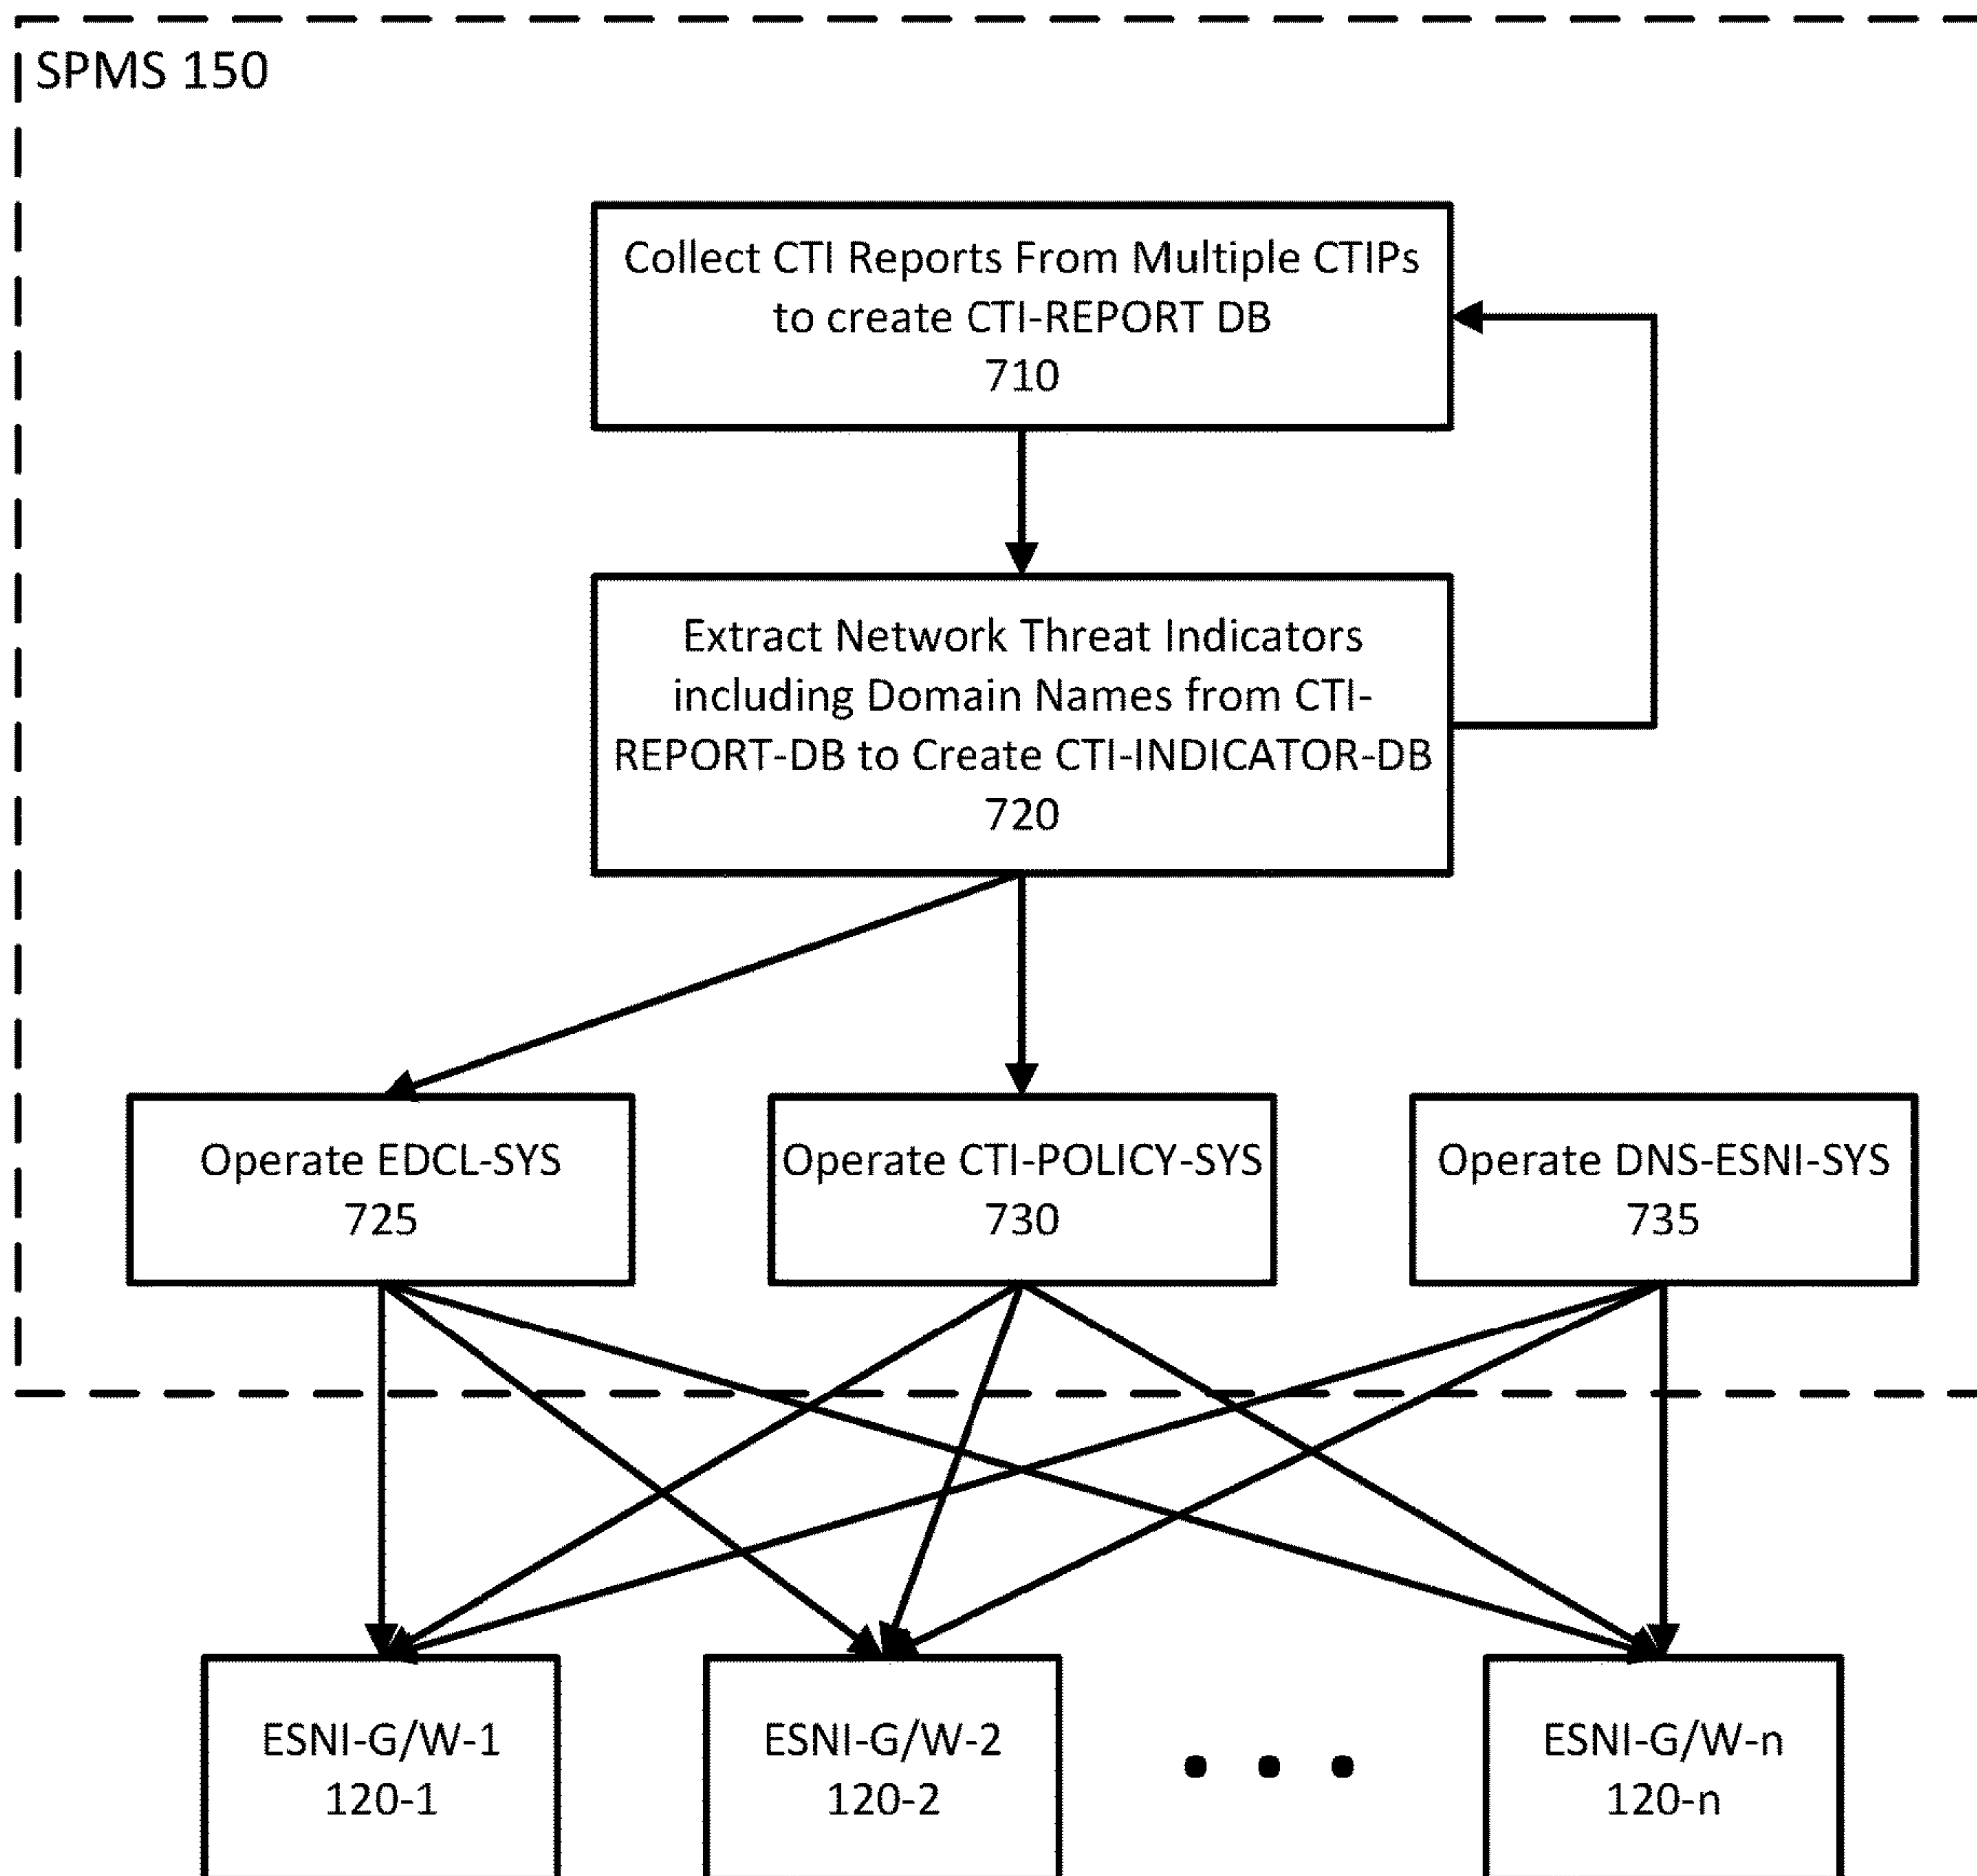 SPMS 150
Collect CTI Reports From Multiple CTIPs
to create CTI-REPORT DB
710
Extract Network Threat Indicators
including Domain Names from CTI-
REPORT-DB to Create CTI-INDICATOR-DB
720
Operate EDCL-SYS
725
Operate CTI-POLICY-SYS
730
Operate DNS-ESNI-SYS
735
ESNI-G/W-1
120-1
ESNI-G/W-2
120-2
• • •
ESNI-G/W-n
120-n